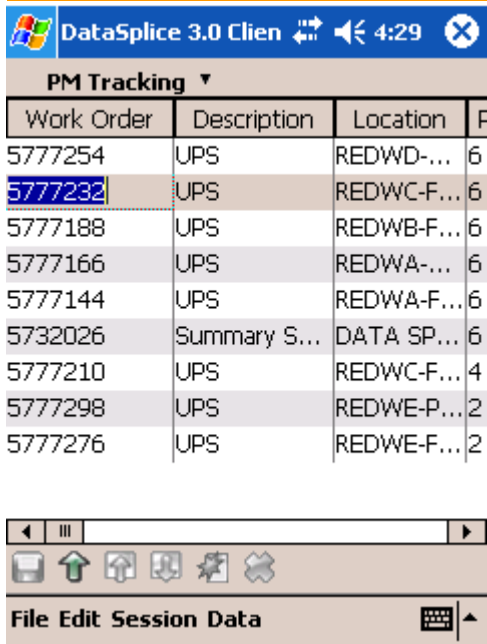 DataSplice 3.0 Clien 4:29
PM Tracking
Work Order Description Location P
5777254 UPS REDWD-... 6
5777232 UPS REDWC-F... 6
5777188 UPS REDWB-F... 6
5777166 UPS REDWA-... 6
5777144 UPS REDWA-F... 6
5732026 Summary S... DATA SP... 6
5777210 UPS REDWC-F... 4
5777298 UPS REDWE-P... 2
5777276 UPS REDWE-F... 2
File Edit Session Data